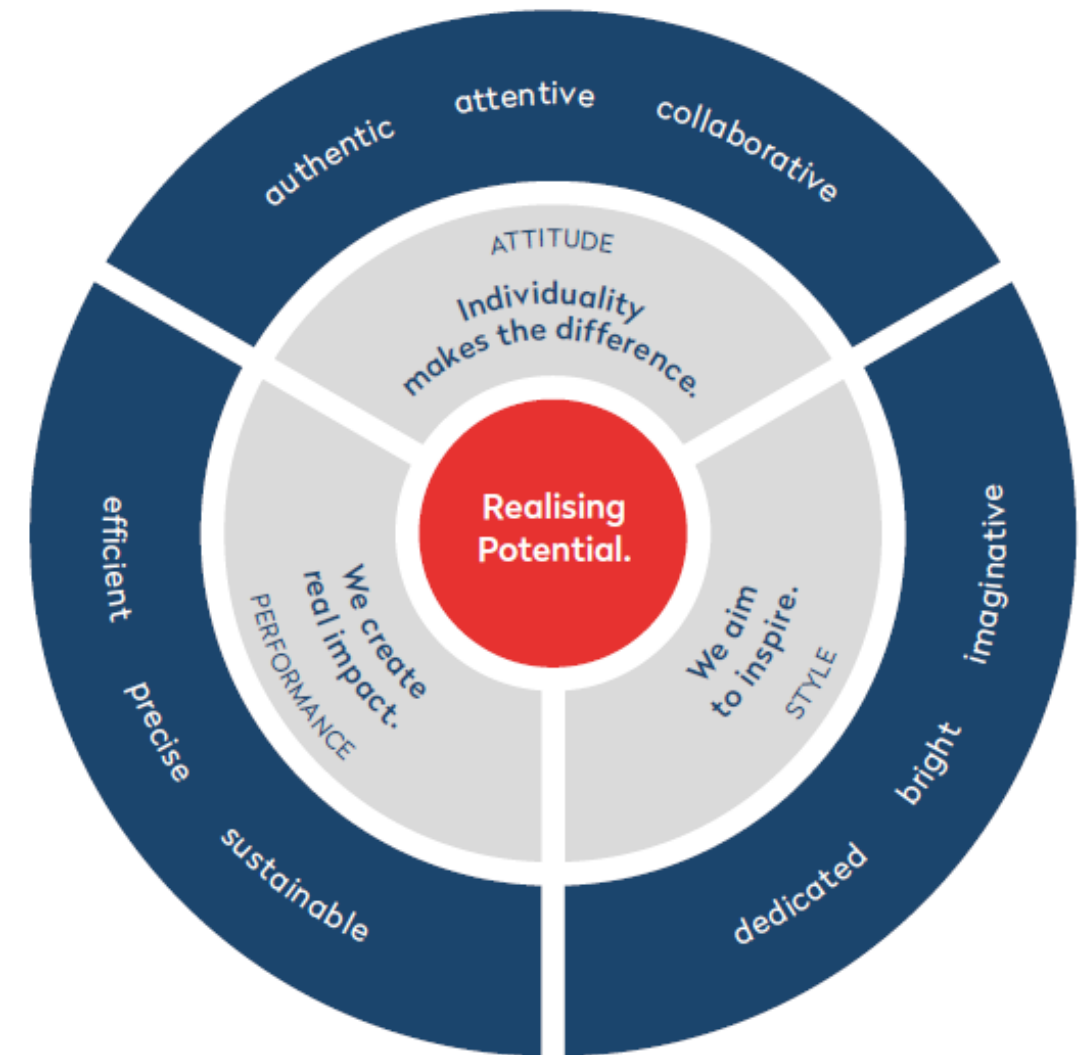 authentic
attentive
collaborative
ATTITUDE
Individuality
makes the difference.
Realising
Potential.
efficient
precise
sustainable
We create
real impact.
PERFORMANCE
We aim
to inspire.
STYLE
imaginative
bright
dedicated